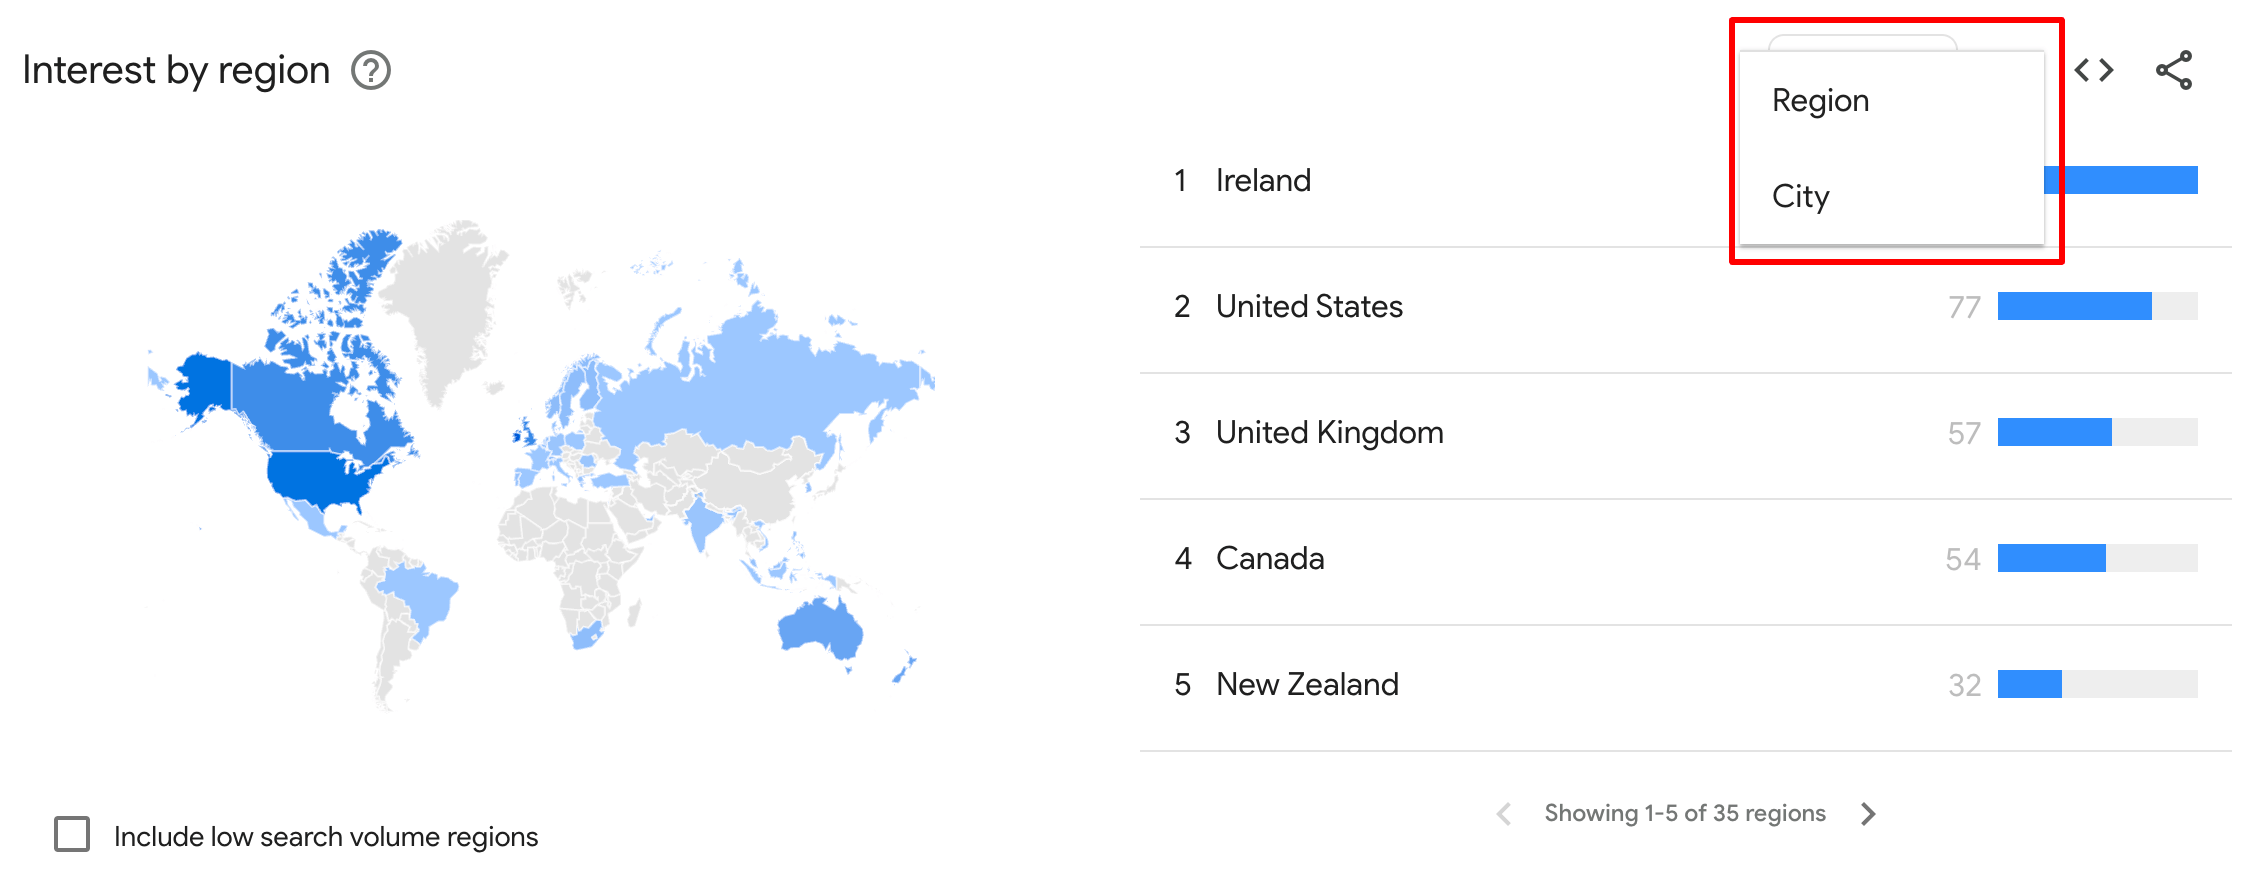 Interest by region
Region
City
1 Ireland
2 United States 77
3 United Kingdom 57
4 Canada 54
5 New Zealand 32
Showing 1-5 of 35 regions
Include low search volume regions